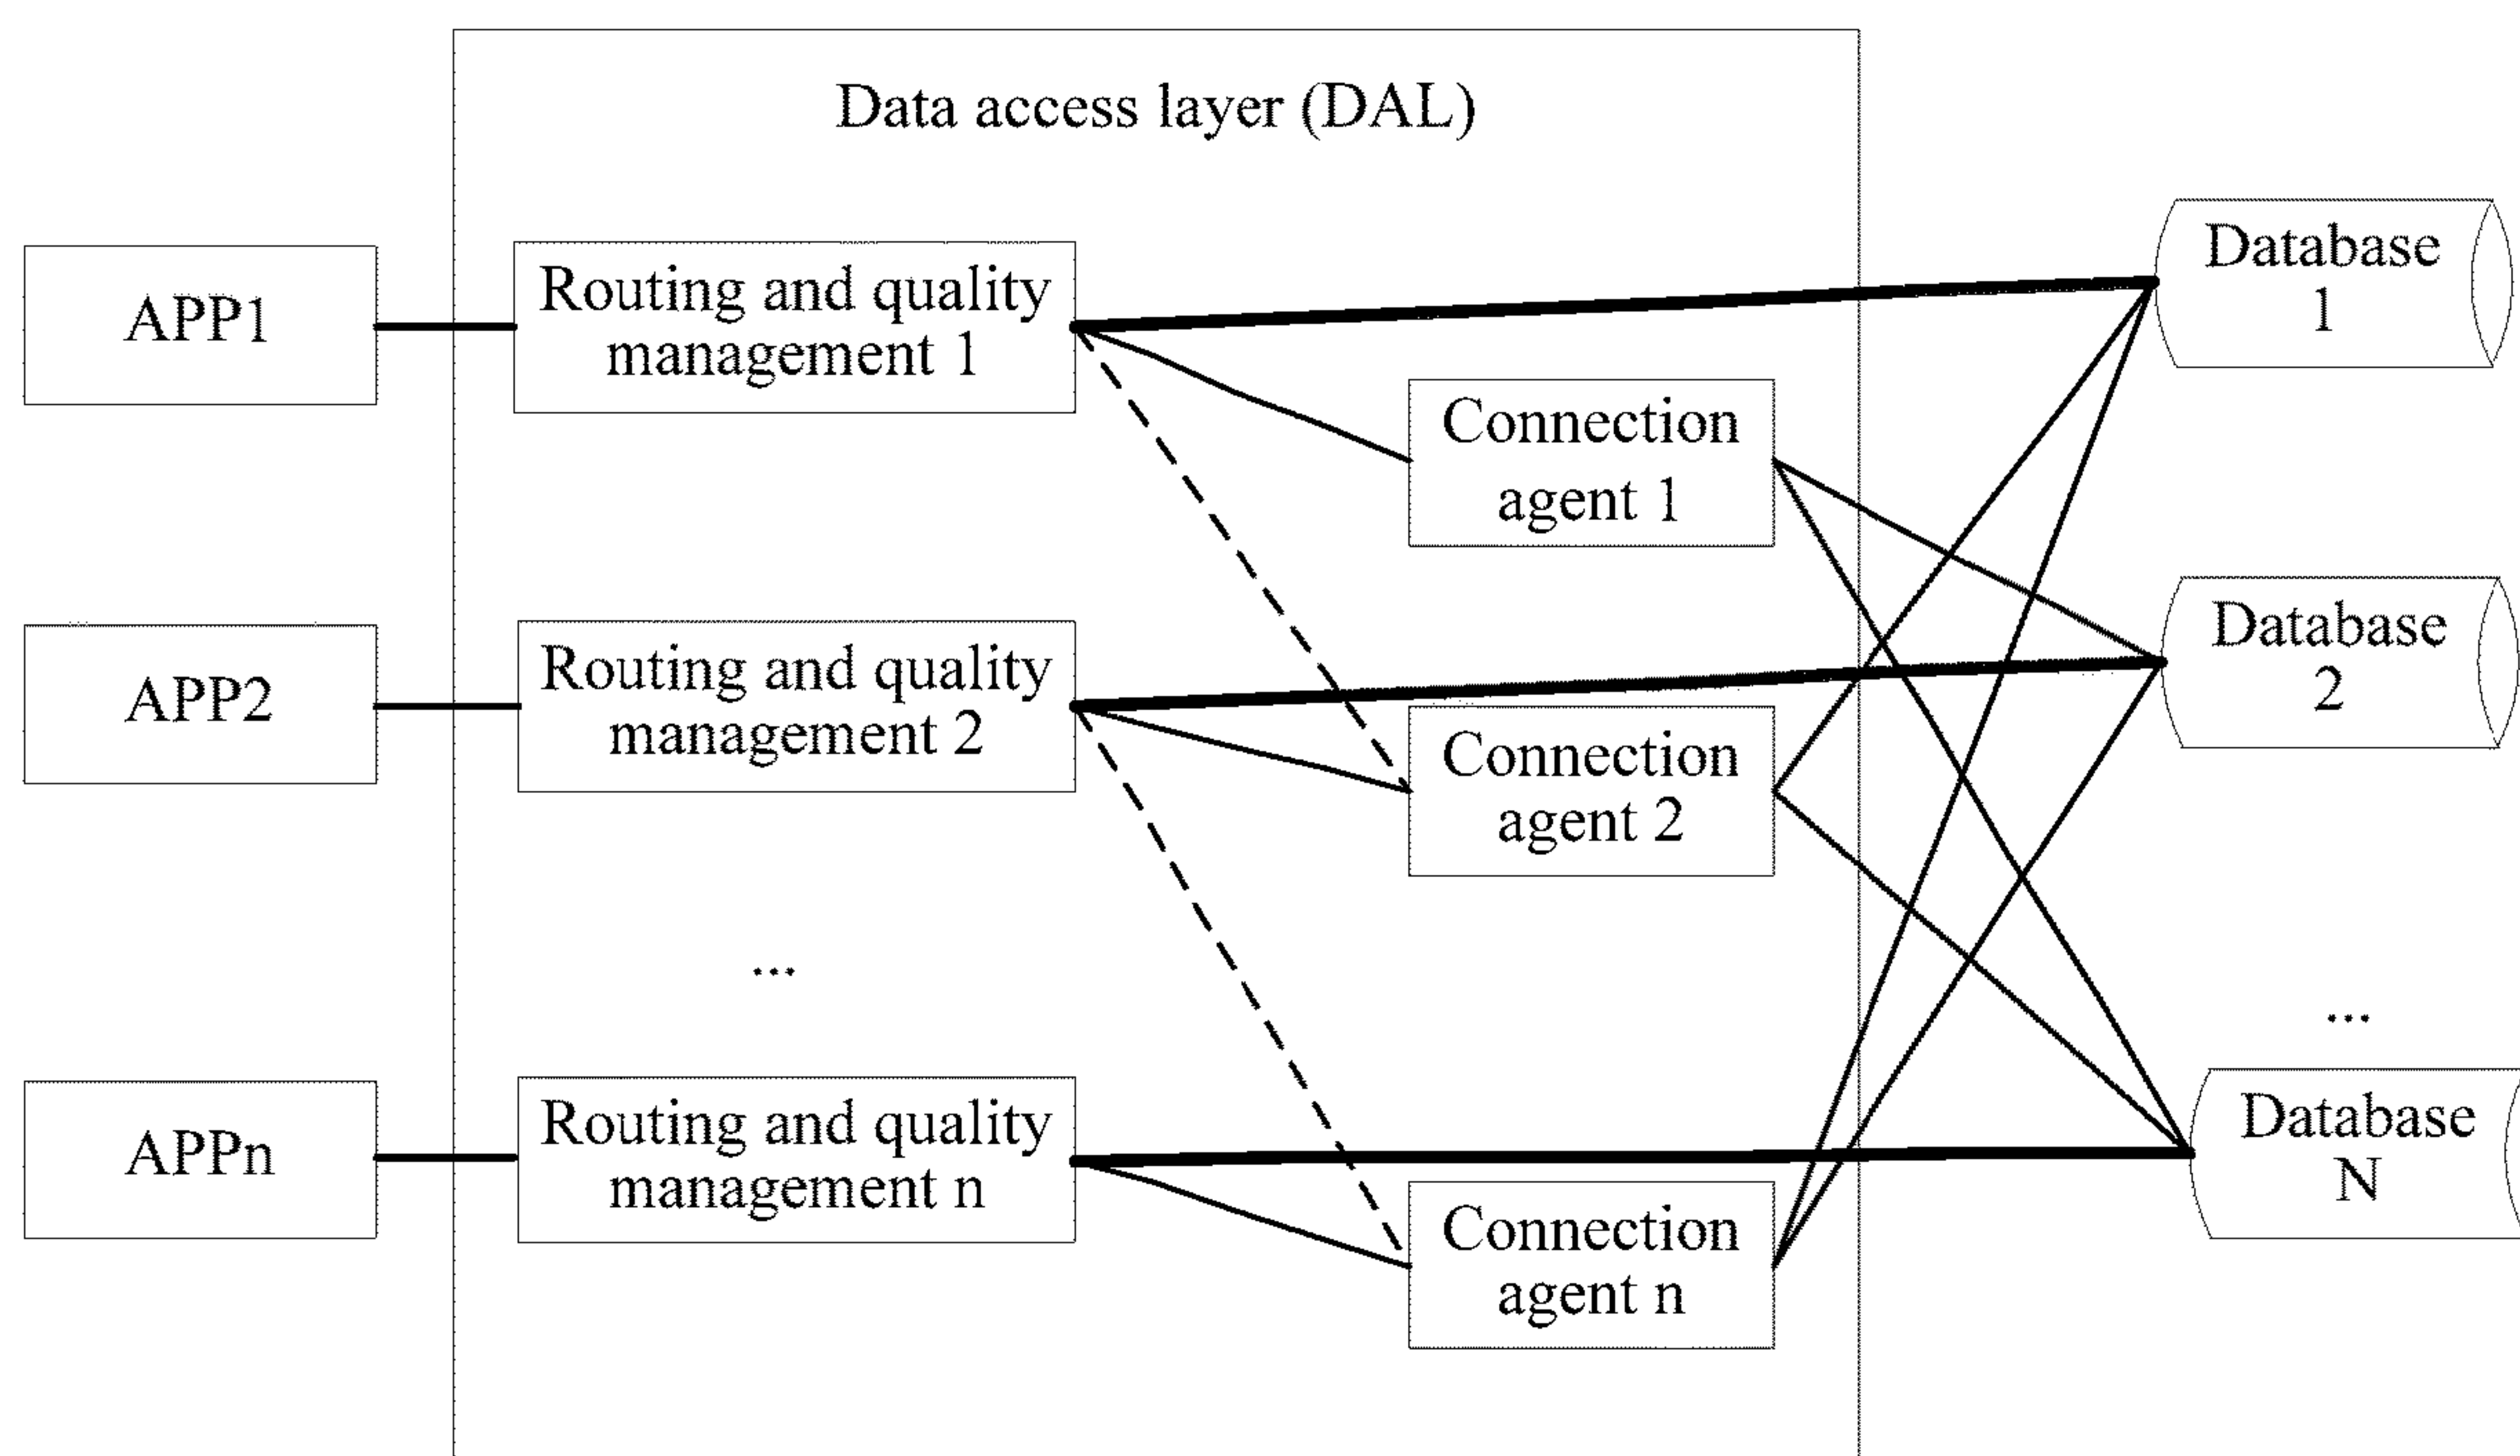 Data access layer (DAL)
APP1
Routing and quality
management 1
Database
1
Connection
agent 1
APP2
Routing and quality
management 2
Database
2
Connection
agent 2
...
...
APPn
Routing and quality
management n
Database
N
Connection
agent n